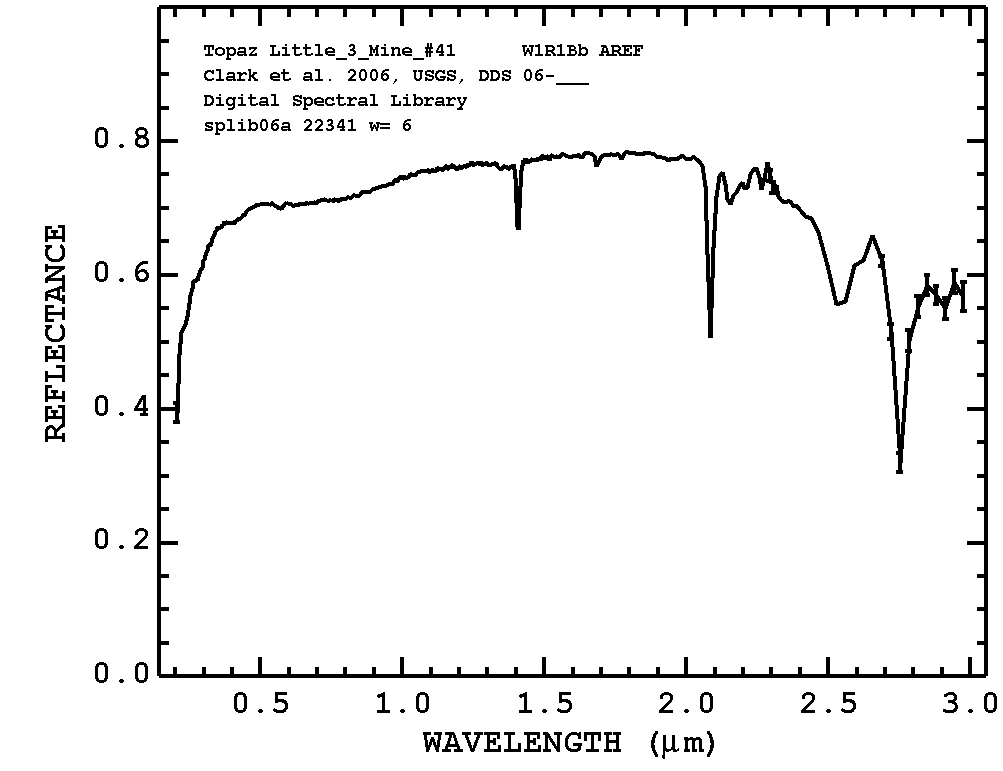 Topaz Little_3_Mine_#41 W1R1Bb AREF
Clark et al. 2006, USGS, DDS 06-___
Digital Spectral Library
splib06a 22341 w= 6
REFLECTANCE
0.8
0.6
0.4
0.2
0.0
0.5 1.0 1.5 2.0 2.5 3.0
WAVELENGTH (μm)